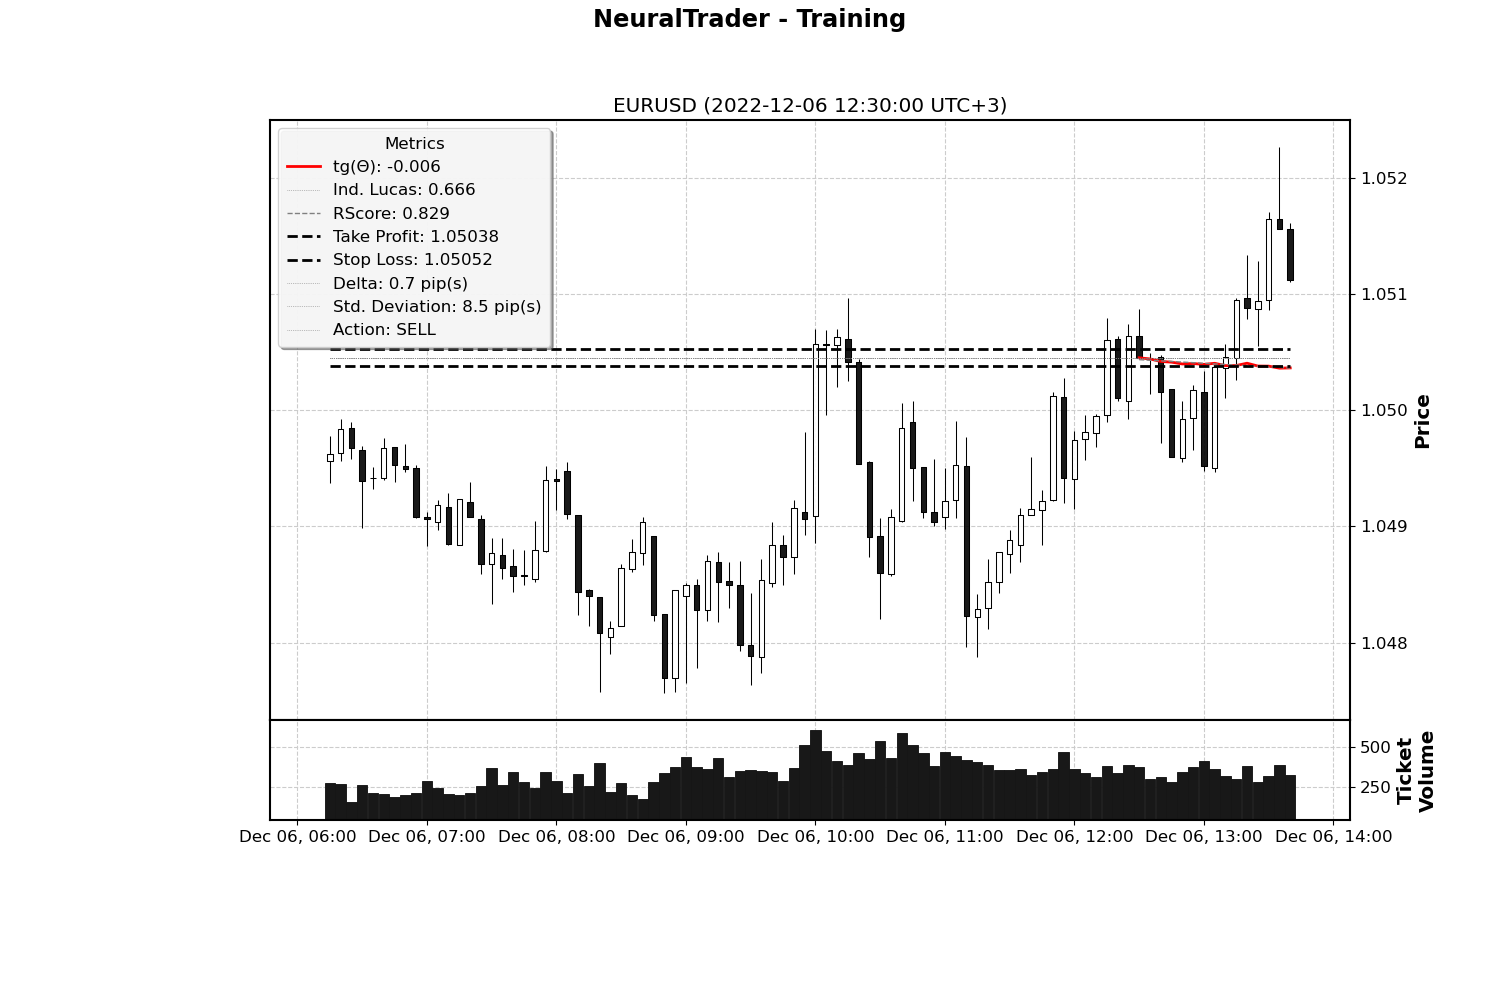 NeuralTrader - Training
EURUSD (2022-12-06 12:30:00 UTC+3)
Metrics
tg(Θ): -0.006
Ind. Lucas: 0.666
RScore: 0.829
Take Profit: 1.05038
Stop Loss: 1.05052
Delta: 0.7 pip(s)
Std. Deviation: 8.5 pip(s)
Action: SELL
1.052
1.051
1.050
1.049
1.048
Price
500
250
Ticket
Volume
Dec 06, 06:00 Dec 06, 07:00 Dec 06, 08:00 Dec 06, 09:00 Dec 06, 10:00 Dec 06, 11:00 Dec 06, 12:00 Dec 06, 13:00 Dec 06, 14:00